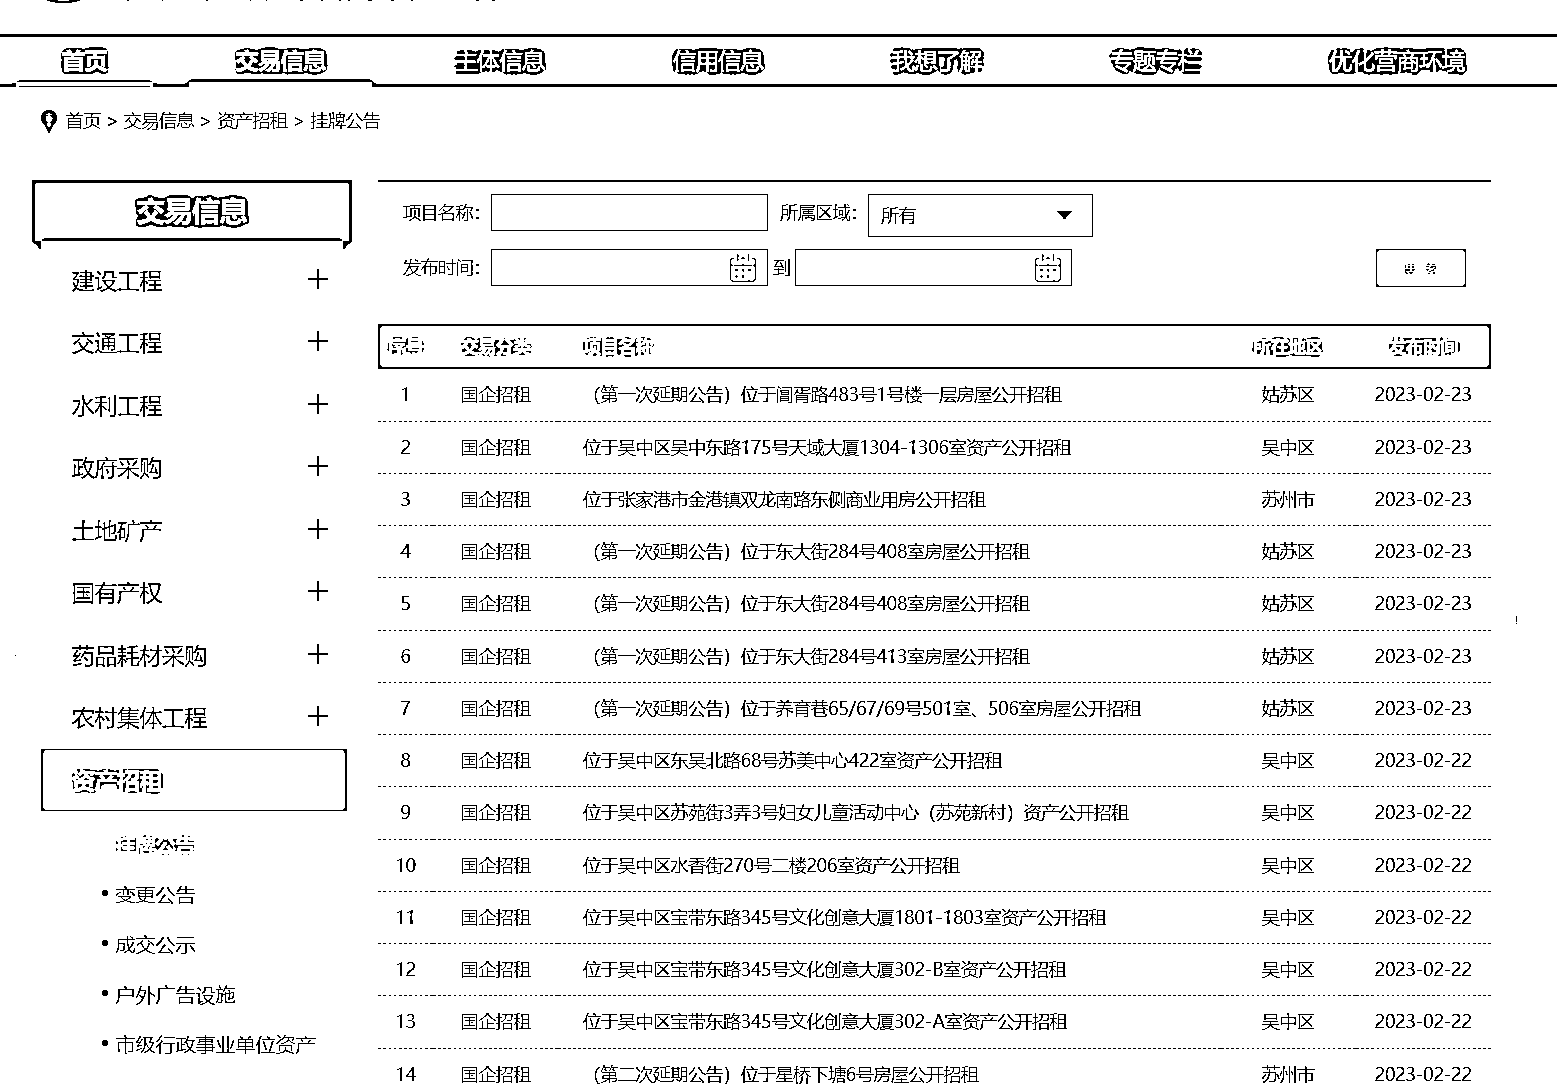 首页 交易信息 主体信息 信用信息 我想了解 专题专栏 优化营商环境
首页 > 交易信息 > 资产招租 > 挂牌公告
交易信息
建设工程 +
交通工程 +
水利工程 +
政府采购 +
土地矿产 +
国有产权 +
药品耗材采购 +
农村集体工程 +
资产招租
挂牌公告
• 变更公告
• 成交公示
• 户外广告设施
• 市级行政事业单位资产
项目名称: 所属区域: 所有
发布时间: 到
序号 交易分类 项目名称 所在地区 发布时间
1 国企招租 （第一次延期公告）位于阊胥路483号1号楼一层房屋公开招租 姑苏区 2023-02-23
2 国企招租 位于吴中区吴中东路175号天域大厦1304-1306室资产公开招租 吴中区 2023-02-23
3 国企招租 位于张家港市金港镇双龙南路东侧商业用房公开招租 苏州市 2023-02-23
4 国企招租 （第一次延期公告）位于东大街284号408室房屋公开招租 姑苏区 2023-02-23
5 国企招租 （第一次延期公告）位于东大街284号408室房屋公开招租 姑苏区 2023-02-23
6 国企招租 （第一次延期公告）位于东大街284号413室房屋公开招租 姑苏区 2023-02-23
7 国企招租 （第一次延期公告）位于养育巷65/67/69号501室、506室房屋公开招租 姑苏区 2023-02-23
8 国企招租 位于吴中区东吴北路68号苏美中心422室资产公开招租 吴中区 2023-02-22
9 国企招租 位于吴中区苏苑街3弄3号妇女儿童活动中心（苏苑新村）资产公开招租 吴中区 2023-02-22
10 国企招租 位于吴中区水香街270号二楼206室资产公开招租 吴中区 2023-02-22
11 国企招租 位于吴中区宝带东路345号文化创意大厦1801-1803室资产公开招租 吴中区 2023-02-22
12 国企招租 位于吴中区宝带东路345号文化创意大厦302-B室资产公开招租 吴中区 2023-02-22
13 国企招租 位于吴中区宝带东路345号文化创意大厦302-A室资产公开招租 吴中区 2023-02-22
14 国企招租 （第二次延期公告）位于星桥下塘6号房屋公开招租 苏州市 2023-02-22